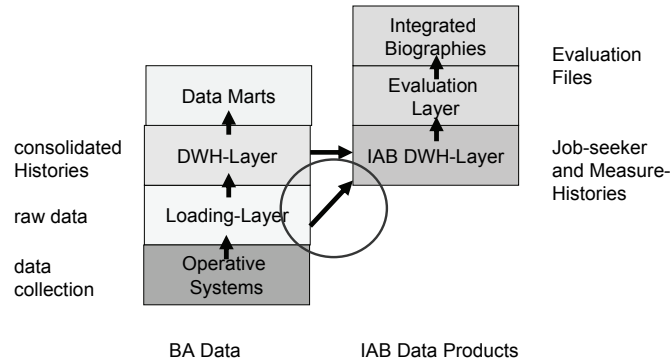 Integrated
Biographies
Evaluation
Files
Data Marts
Evaluation
Layer
consolidated
Histories
DWH-Layer
IAB DWH-Layer
Job-seeker
and Measure-
Histories
raw data
Loading-Layer
data
collection
Operative
Systems
BA Data
IAB Data Products